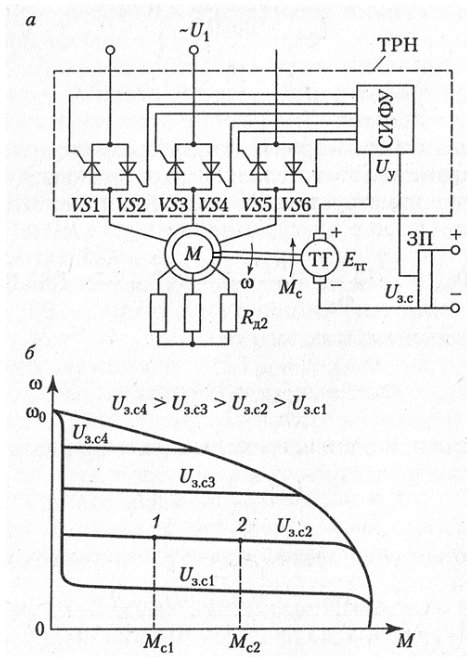 а
~U₁
ТРН
СИФУ
Uу
VS1 VS2 VS3 VS4 VS5 VS6
+
ЗП
+
M
ω
Mс
ТГ
Eтг
Uз.с
−
Rд2
б
ω
Uз.с4 > Uз.с3 > Uз.с2 > Uз.с1
ω₀
Uз.с4
Uз.с3
1
2
Uз.с2
Uз.с1
0
Mс1
Mс2
M